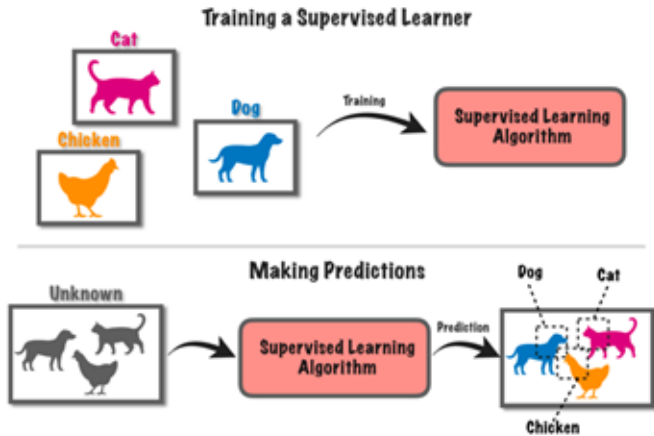 Training a Supervised Learner
Cat
Dog
Chicken
Training
Supervised Learning
Algorithm
Making Predictions
Unknown
Supervised Learning
Algorithm
Prediction
Dog
Cat
Chicken